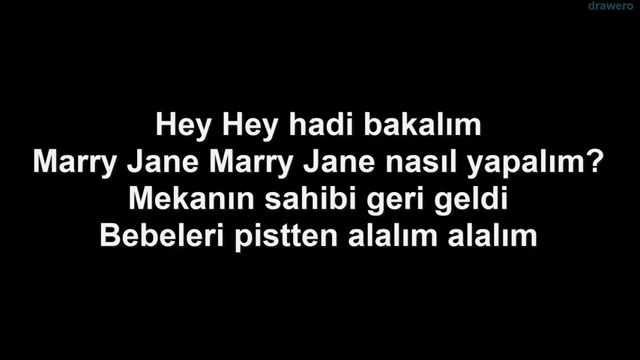 drawero
Hey Hey hadi bakalım
Marry Jane Marry Jane nasıl yapalım?
Mekanın sahibi geri geldi
Bebeleri pistten alalım alalım